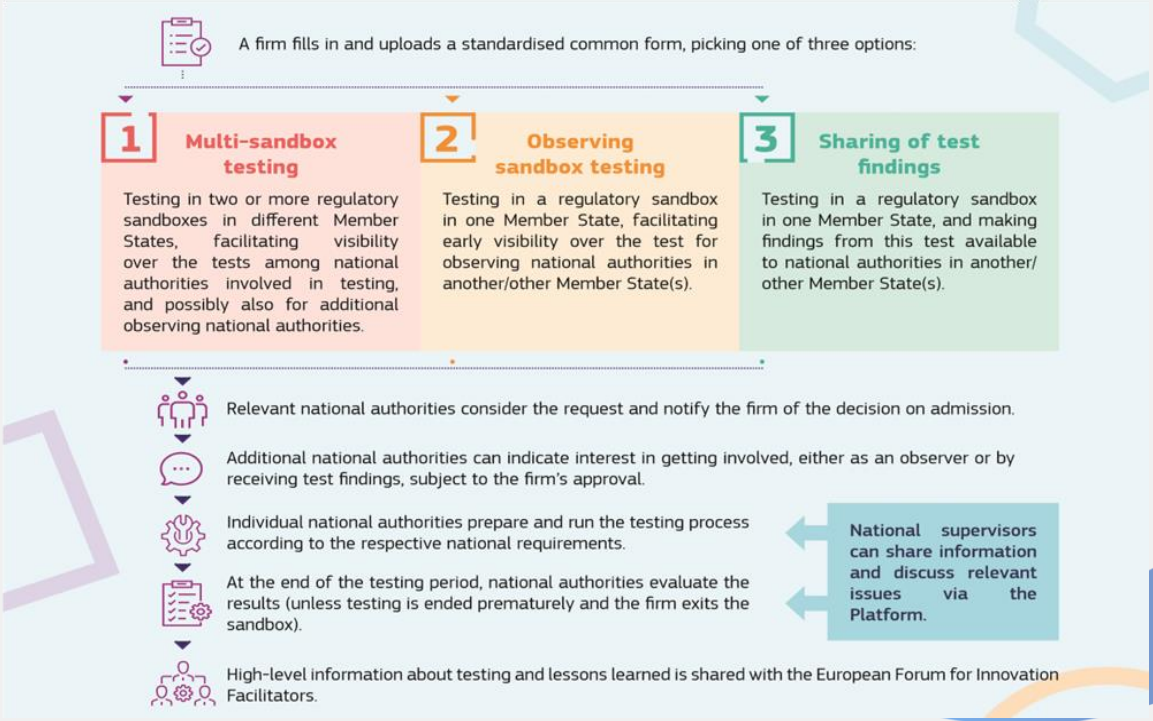 A firm fills in and uploads a standardised common form, picking one of three options:
1
Multi-sandbox
testing
Testing in two or more regulatory
sandboxes in different Member
States, facilitating visibility
over the tests among national
authorities involved in testing,
and possibly also for additional
observing national authorities.
2
Observing
sandbox testing
Testing in a regulatory sandbox
in one Member State, facilitating
early visibility over the test for
observing national authorities in
another/other Member State(s).
3
Sharing of test
findings
Testing in a regulatory sandbox
in one Member State, and making
findings from this test available
to national authorities in another/
other Member State(s).
Relevant national authorities consider the request and notify the firm of the decision on admission.
Additional national authorities can indicate interest in getting involved, either as an observer or by
receiving test findings, subject to the firm's approval.
Individual national authorities prepare and run the testing process
according to the respective national requirements.
At the end of the testing period, national authorities evaluate the
results (unless testing is ended prematurely and the firm exits the
sandbox).
National supervisors
can share information
and discuss relevant
issues via the
Platform.
High-level information about testing and lessons learned is shared with the European Forum for Innovation
Facilitators.